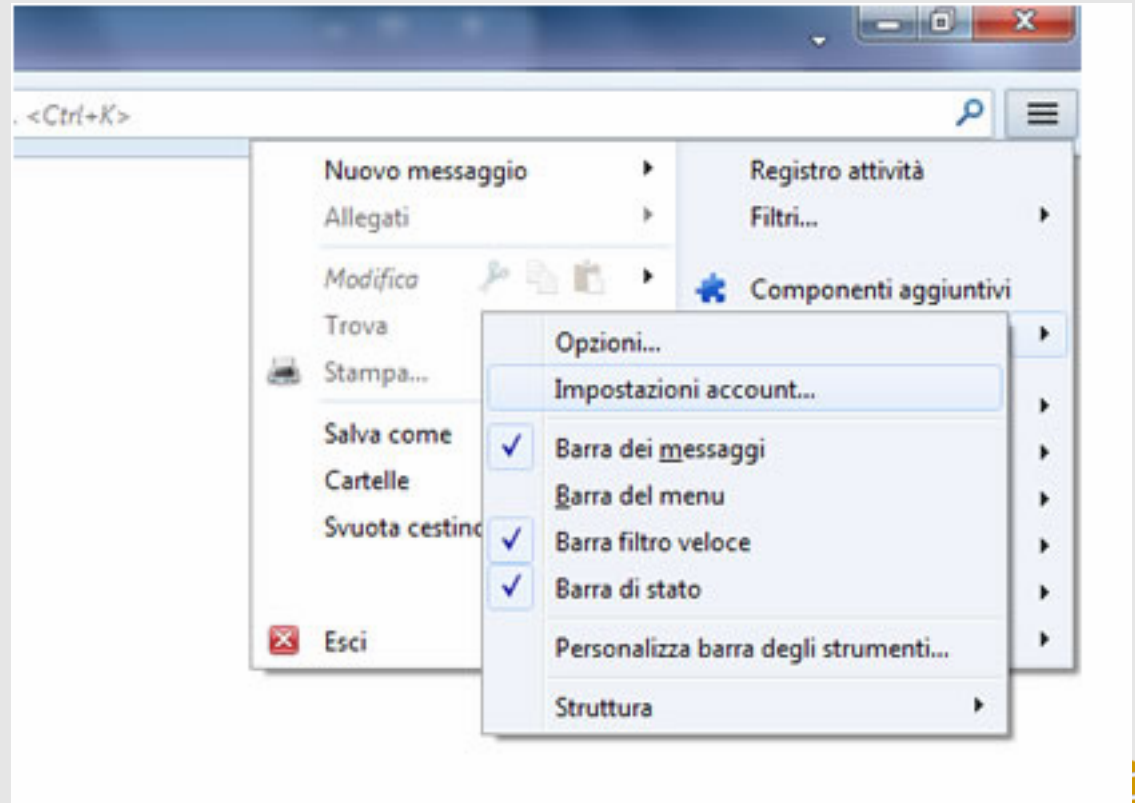 . <Ctrl+K>
Nuovo messaggio
Allegati
Modifica
Trova
Stampa...
Salva come
Cartelle
Svuota cestino
Esci
Registro attività
Filtri...
Componenti aggiuntivi
Opzioni...
Impostazioni account...
Barra dei messaggi
Barra del menu
Barra filtro veloce
Barra di stato
Personalizza barra degli strumenti...
Struttura